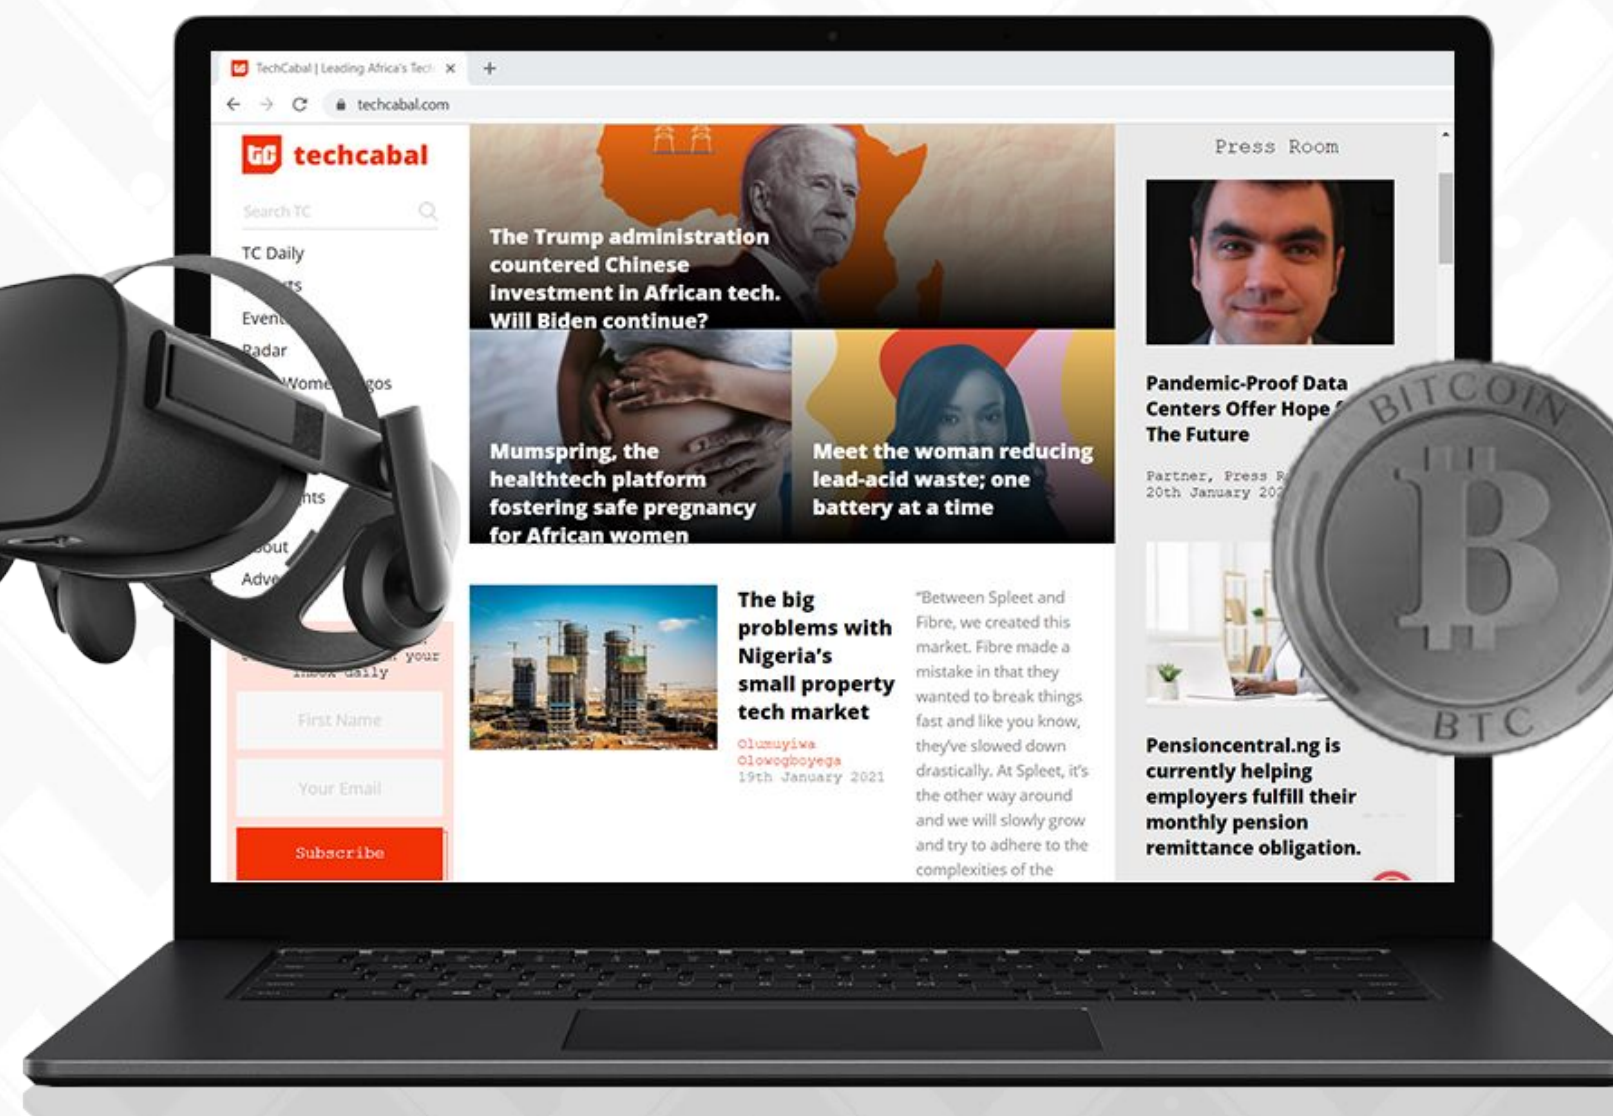 TechCabal | Leading Africa's Tech
techcabal.com
techcabal
Search TC
TC Daily
Radar
About
First Name
Your Email
Subscribe
The Trump administration
countered Chinese
investment in African tech.
Will Biden continue?
Mumspring, the
healthtech platform
fostering safe pregnancy
for African women
Meet the woman reducing
lead-acid waste; one
battery at a time
The big
problems with
Nigeria's
small property
tech market
Olumuyiwa
Olowogboyega
19th January 2021
"Between Spleet and
Fibre, we created this
market. Fibre made a
mistake in that they
wanted to break things
fast and like you know,
they've slowed down
drastically. At Spleet, it's
the other way around
and we will slowly grow
and try to adhere to the
complexities of the
Press Room
Pandemic-Proof Data
Centers Offer Hope
The Future
Partner, Press
20th January
Pensioncentral.ng is
currently helping
employers fulfill their
monthly pension
remittance obligation.
BITCOIN
B
BTC